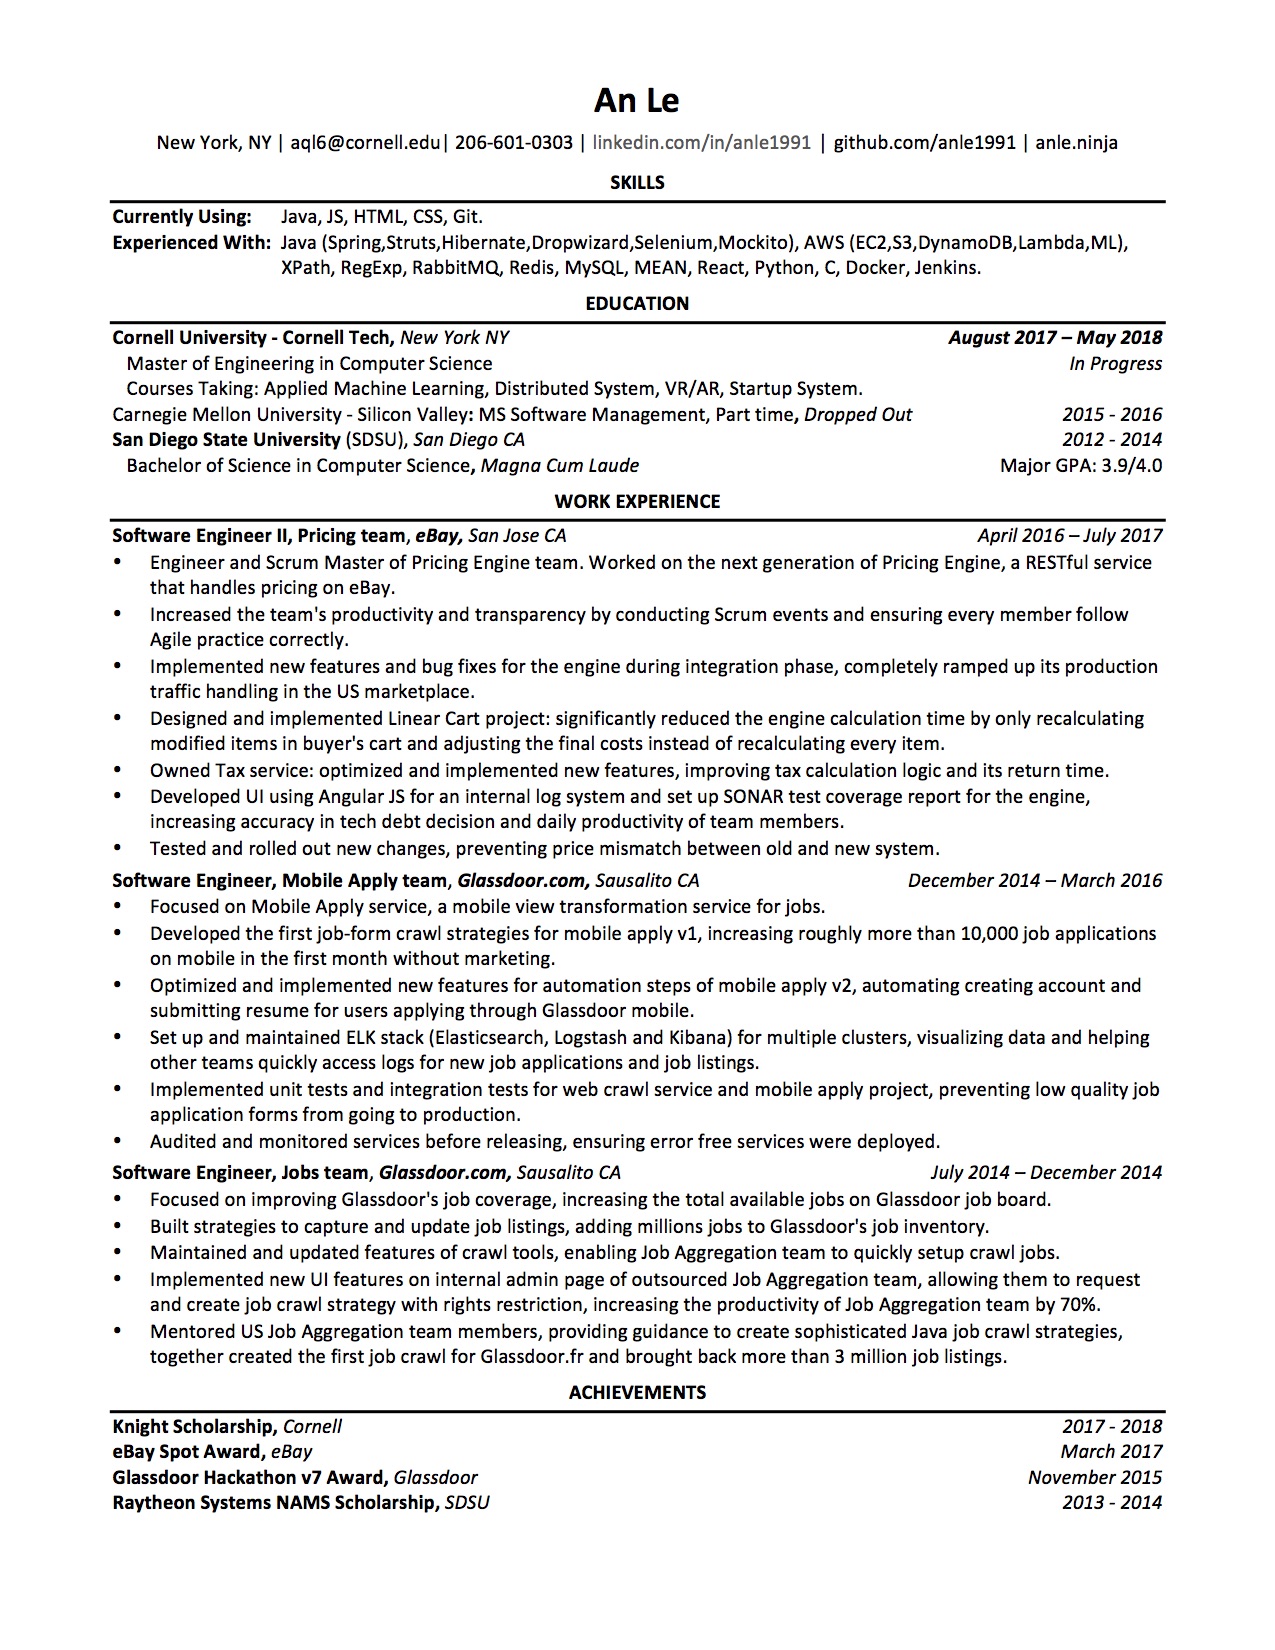 An Le
New York, NY | aql6@cornell.edu| 206-601-0303 | linkedin.com/in/anle1991 | github.com/anle1991 | anle.ninja
SKILLS
Currently Using: Java, JS, HTML, CSS, Git.
Experienced With: Java (Spring,Struts,Hibernate,Dropwizard,Selenium,Mockito), AWS (EC2,S3,DynamoDB,Lambda,ML),
XPath, RegExp, RabbitMQ, Redis, MySQL, MEAN, React, Python, C, Docker, Jenkins.
EDUCATION
Cornell University - Cornell Tech, New York NY August 2017 – May 2018
Master of Engineering in Computer Science In Progress
Courses Taking: Applied Machine Learning, Distributed System, VR/AR, Startup System.
Carnegie Mellon University - Silicon Valley: MS Software Management, Part time, Dropped Out 2015 - 2016
San Diego State University (SDSU), San Diego CA 2012 - 2014
Bachelor of Science in Computer Science, Magna Cum Laude Major GPA: 3.9/4.0
WORK EXPERIENCE
Software Engineer II, Pricing team, eBay, San Jose CA April 2016 – July 2017
• Engineer and Scrum Master of Pricing Engine team. Worked on the next generation of Pricing Engine, a RESTful service
that handles pricing on eBay.
• Increased the team's productivity and transparency by conducting Scrum events and ensuring every member follow
Agile practice correctly.
• Implemented new features and bug fixes for the engine during integration phase, completely ramped up its production
traffic handling in the US marketplace.
• Designed and implemented Linear Cart project: significantly reduced the engine calculation time by only recalculating
modified items in buyer's cart and adjusting the final costs instead of recalculating every item.
• Owned Tax service: optimized and implemented new features, improving tax calculation logic and its return time.
• Developed UI using Angular JS for an internal log system and set up SONAR test coverage report for the engine,
increasing accuracy in tech debt decision and daily productivity of team members.
• Tested and rolled out new changes, preventing price mismatch between old and new system.
Software Engineer, Mobile Apply team, Glassdoor.com, Sausalito CA December 2014 – March 2016
• Focused on Mobile Apply service, a mobile view transformation service for jobs.
• Developed the first job-form crawl strategies for mobile apply v1, increasing roughly more than 10,000 job applications
on mobile in the first month without marketing.
• Optimized and implemented new features for automation steps of mobile apply v2, automating creating account and
submitting resume for users applying through Glassdoor mobile.
• Set up and maintained ELK stack (Elasticsearch, Logstash and Kibana) for multiple clusters, visualizing data and helping
other teams quickly access logs for new job applications and job listings.
• Implemented unit tests and integration tests for web crawl service and mobile apply project, preventing low quality job
application forms from going to production.
• Audited and monitored services before releasing, ensuring error free services were deployed.
Software Engineer, Jobs team, Glassdoor.com, Sausalito CA July 2014 – December 2014
• Focused on improving Glassdoor's job coverage, increasing the total available jobs on Glassdoor job board.
• Built strategies to capture and update job listings, adding millions jobs to Glassdoor's job inventory.
• Maintained and updated features of crawl tools, enabling Job Aggregation team to quickly setup crawl jobs.
• Implemented new UI features on internal admin page of outsourced Job Aggregation team, allowing them to request
and create job crawl strategy with rights restriction, increasing the productivity of Job Aggregation team by 70%.
• Mentored US Job Aggregation team members, providing guidance to create sophisticated Java job crawl strategies,
together created the first job crawl for Glassdoor.fr and brought back more than 3 million job listings.
ACHIEVEMENTS
Knight Scholarship, Cornell 2017 - 2018
eBay Spot Award, eBay March 2017
Glassdoor Hackathon v7 Award, Glassdoor November 2015
Raytheon Systems NAMS Scholarship, SDSU 2013 - 2014